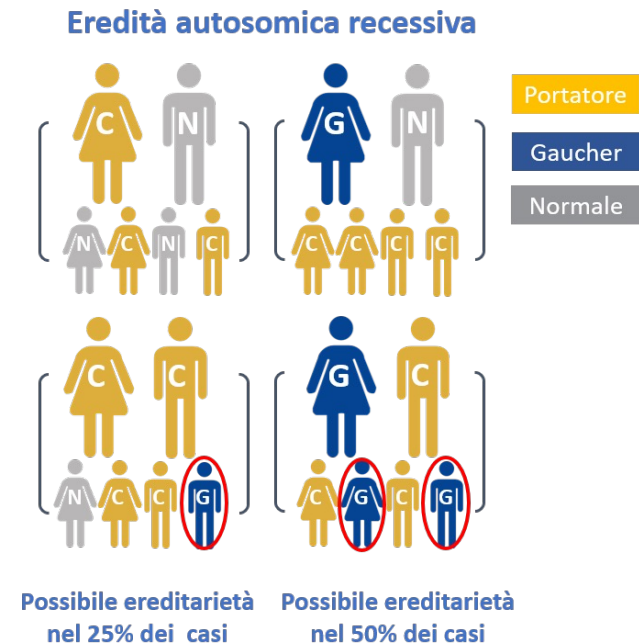 Eredità autosomica recessiva
C N
G N
Portatore
Gaucher
Normale
N C N C
C C C C
C C
G C
N C C G
C G C G
Possibile ereditarietà
nel 25% dei casi
Possibile ereditarietà
nel 50% dei casi